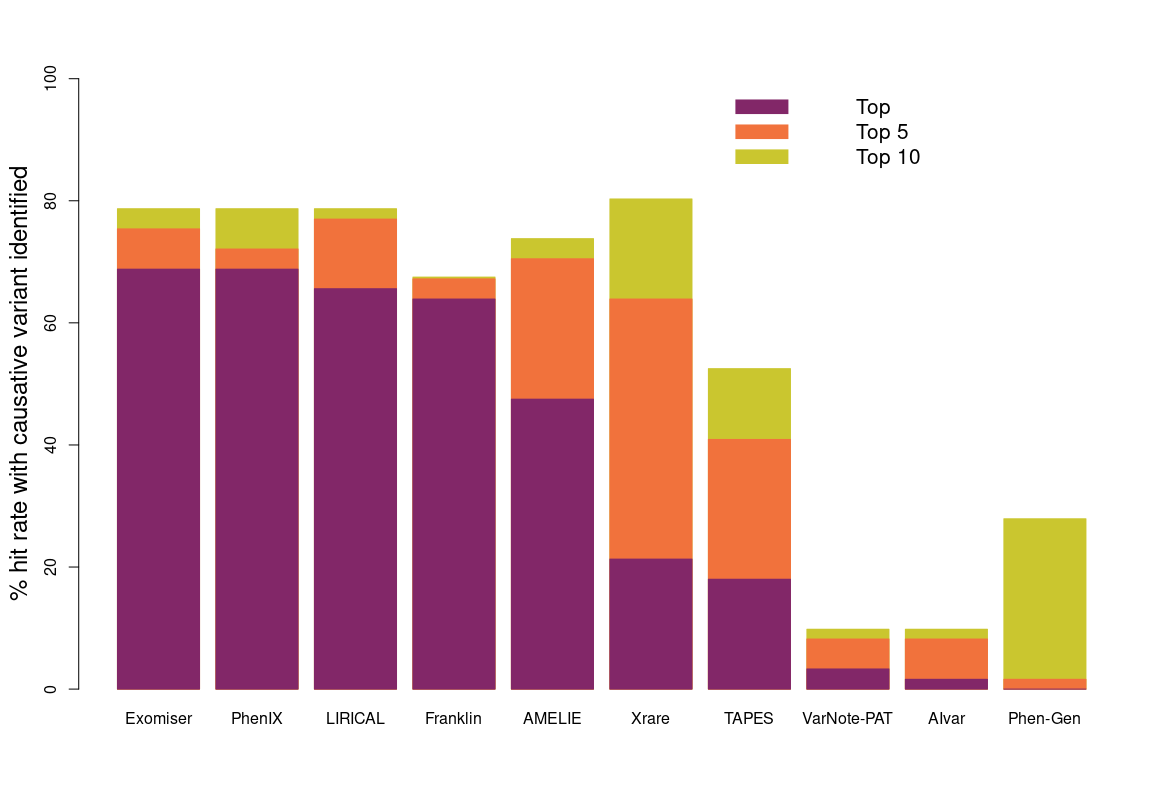 % hit rate with causative variant identified
100
80
60
40
20
0
Top
Top 5
Top 10
Exomiser PhenIX LIRICAL Franklin AMELIE Xrare TAPES VarNote-PAT AIvar Phen-Gen